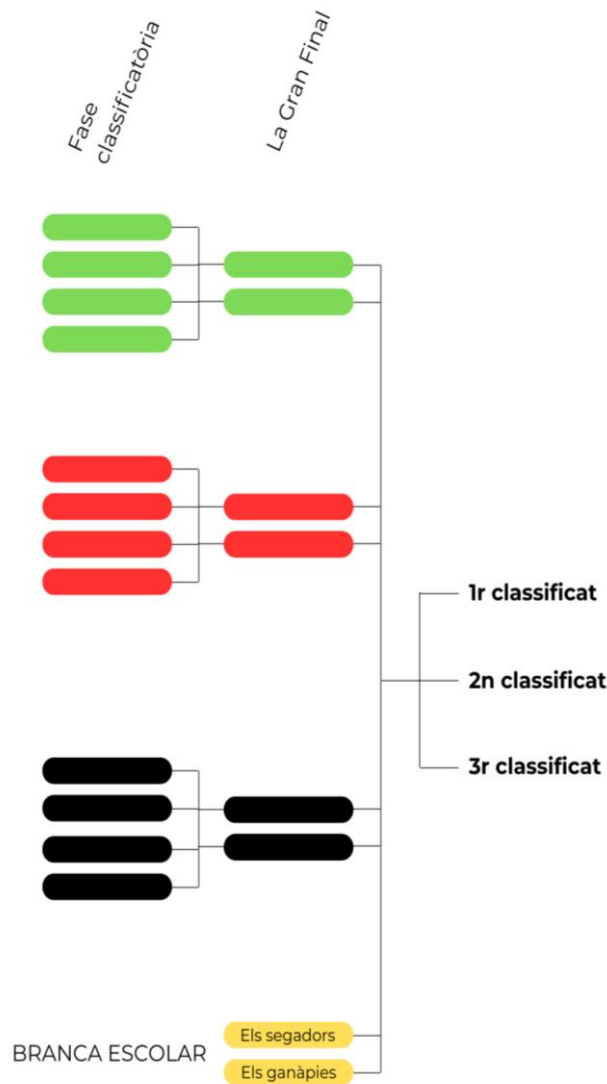 Fase
classificatòria
La Gran Final
1r classificat
2n classificat
3r classificat
Els segadors
BRANCA ESCOLAR
Els ganàpies